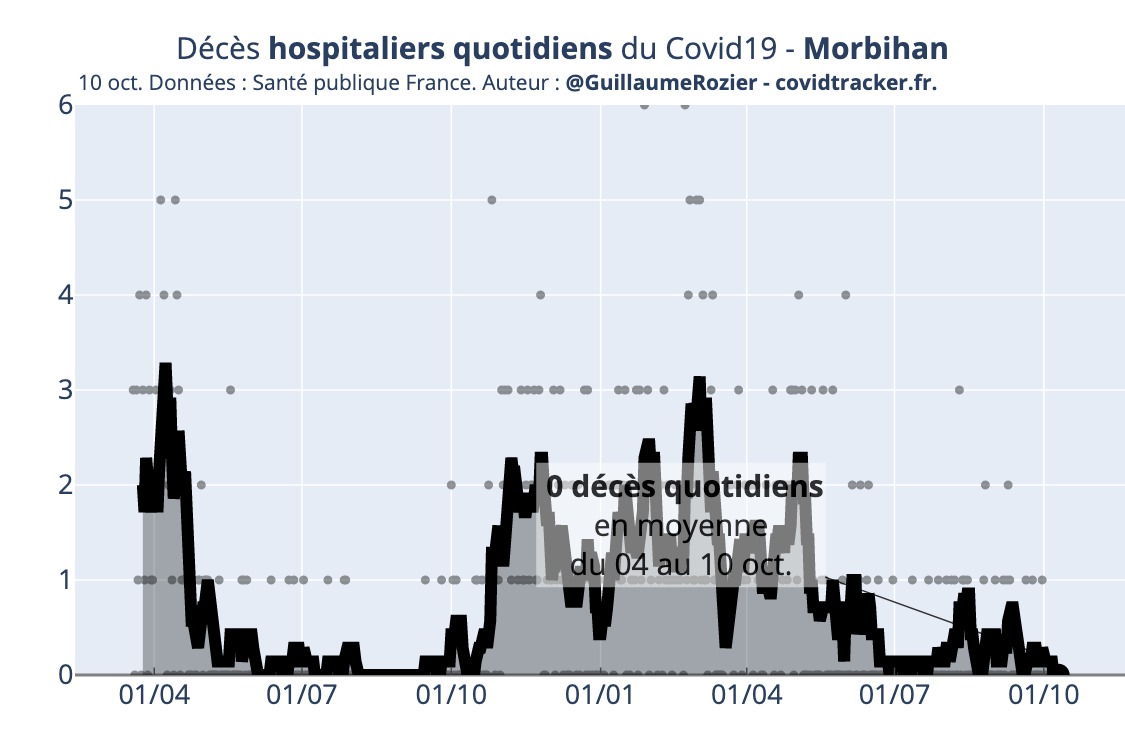 Décès hospitaliers quotidiens du Covid19 - Morbihan
10 oct. Données : Santé publique France. Auteur : @GuillaumeRozier - covidtracker.fr.
6
5
4
3
2
1
0
0 décès quotidiens
en moyenne
du 04 au 10 oct.
01/04 01/07 01/10 01/01 01/04 01/07 01/10